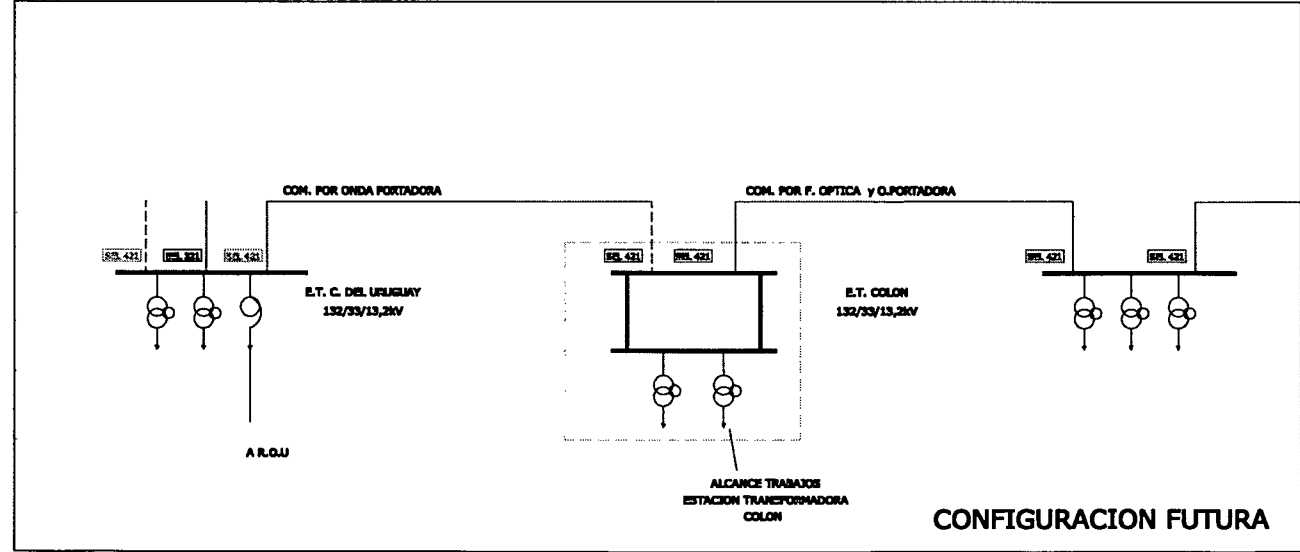 COM. POR ONDA PORTADORA
COM. POR F. OPTICA y O.PORTADORA
SEL 421
SEL 421
SEL 421
SEL 421
SEL 421
SEL 421
E.T. C. DEL URUGUAY
132/33/13,2kV
E.T. COLON
132/33/13,2kV
A R.O.U
ALCANCE TRABAJOS
ESTACION TRANSFORMADORA
COLON
CONFIGURACION FUTURA